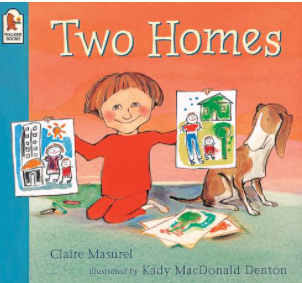 WALKER
BOOKS
Two Homes
Claire Masurel
illustrated by Kady MacDonald Denton